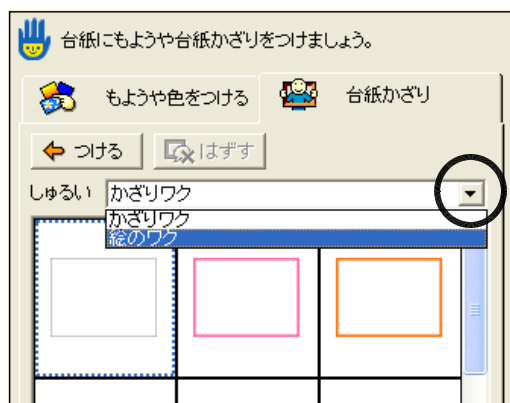 台紙にもようや台紙かざりをつけましょう。
もようや色をつける 台紙かざり
つける はずす
しゅるい かざりワク
かざりワク
絵のワク